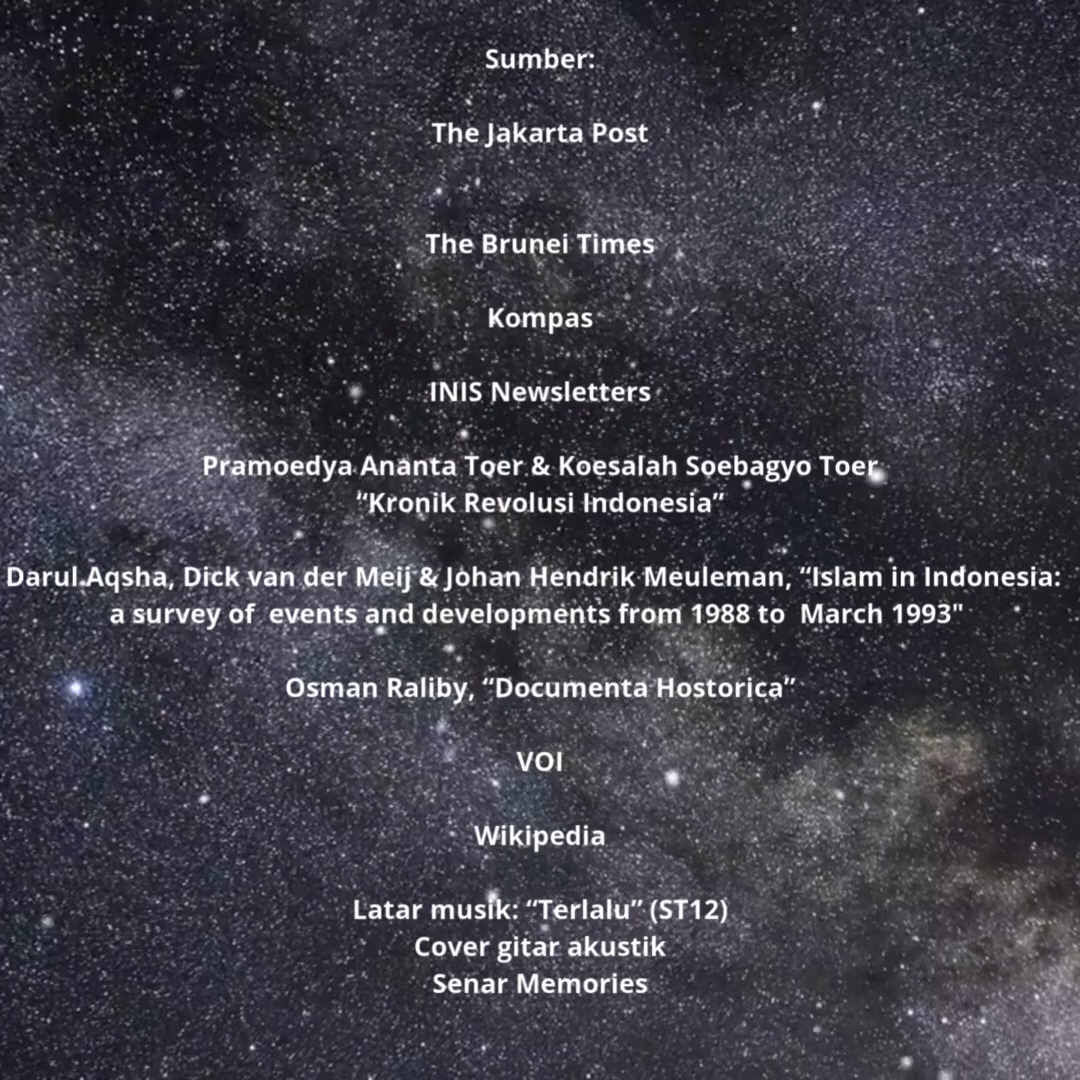 Sumber:
The Jakarta Post
The Brunei Times
Kompas
INIS Newsletters
Pramoedya Ananta Toer & Koesalah Soebagyo Toer
“Kronik Revolusi Indonesia”
Darul Aqsha, Dick van der Meij & Johan Hendrik Meuleman, “Islam in Indonesia:
a survey of  events and developments from 1988 to  March 1993"
Osman Raliby, “Documenta Hostorica”
VOI
Wikipedia
Latar musik: “Terlalu” (ST12)
Cover gitar akustik
Senar Memories